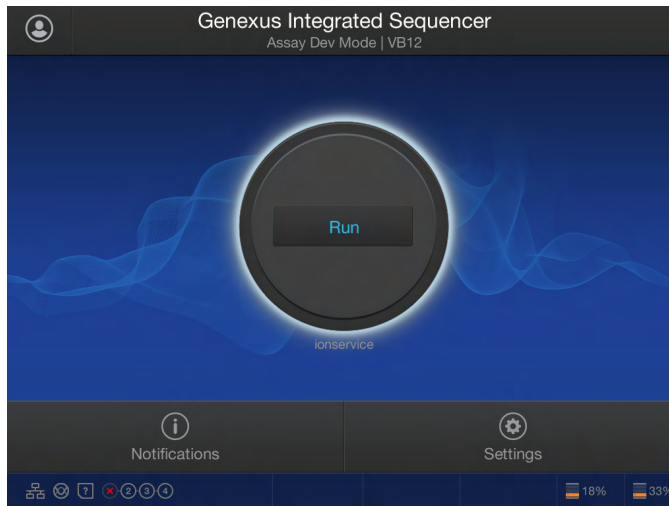 Genexus Integrated Sequencer
Assay Dev Mode | VB12
Run
ionservice
Notifications
Settings
? 2 3 4 18% 33%